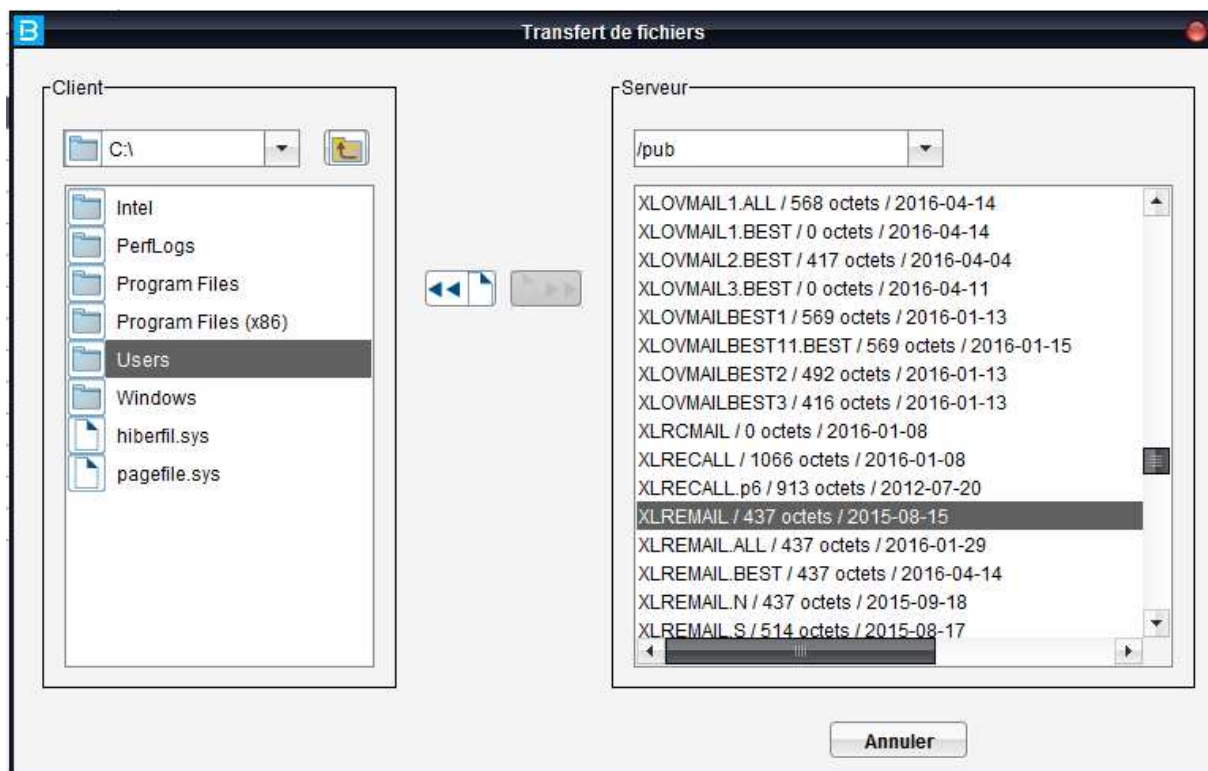 B
Transfert de fichiers
Client
C:\
Intel
PerfLogs
Program Files
Program Files (x86)
Users
Windows
hiberfil.sys
pagefile.sys
Serveur
/pub
XLOVMAIL1.ALL / 568 octets / 2016-04-14
XLOVMAIL1.BEST / 0 octets / 2016-04-14
XLOVMAIL2.BEST / 417 octets / 2016-04-04
XLOVMAIL3.BEST / 0 octets / 2016-04-11
XLOVMAILBEST1 / 569 octets / 2016-01-13
XLOVMAILBEST11.BEST / 569 octets / 2016-01-15
XLOVMAILBEST2 / 492 octets / 2016-01-13
XLOVMAILBEST3 / 416 octets / 2016-01-13
XLRCMAIL / 0 octets / 2016-01-08
XLRECALL / 1066 octets / 2016-01-08
XLRECALL.p6 / 913 octets / 2012-07-20
XLREMAIL / 437 octets / 2015-08-15
XLREMAIL.ALL / 437 octets / 2016-01-29
XLREMAIL.BEST / 437 octets / 2016-04-14
XLREMAIL.N / 437 octets / 2015-09-18
XLREMAIL.S / 514 octets / 2015-08-17
Annuler